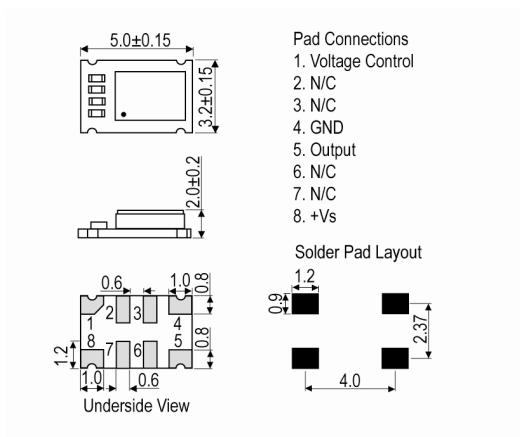 5.0±0.15
3.2±0.15
2.0±0.2
Pad Connections
1. Voltage Control
2. N/C
3. N/C
4. GND
5. Output
6. N/C
7. N/C
8. +Vs
Solder Pad Layout
0.6
1.0
0.8
1
2
3
4
8
7
6
5
0.8
1.2
1.0
0.6
Underside View
1.2
0.9
2.37
4.0